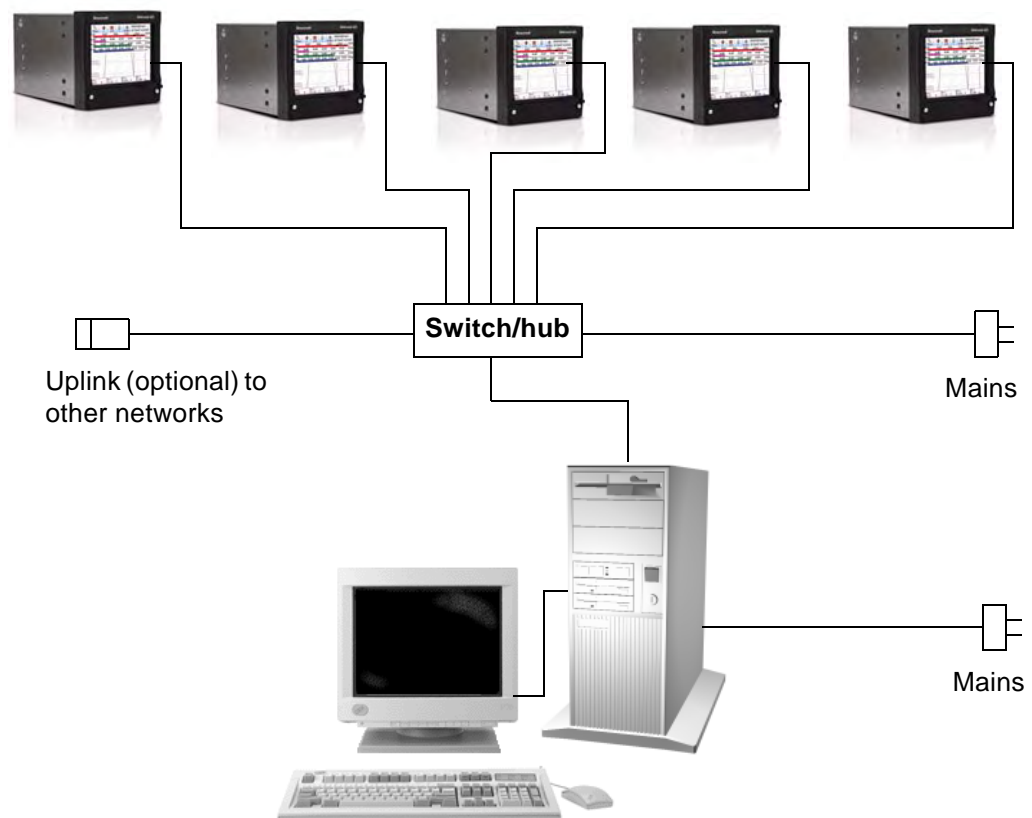 Switch/hub
Uplink (optional) to
other networks
Mains
Mains